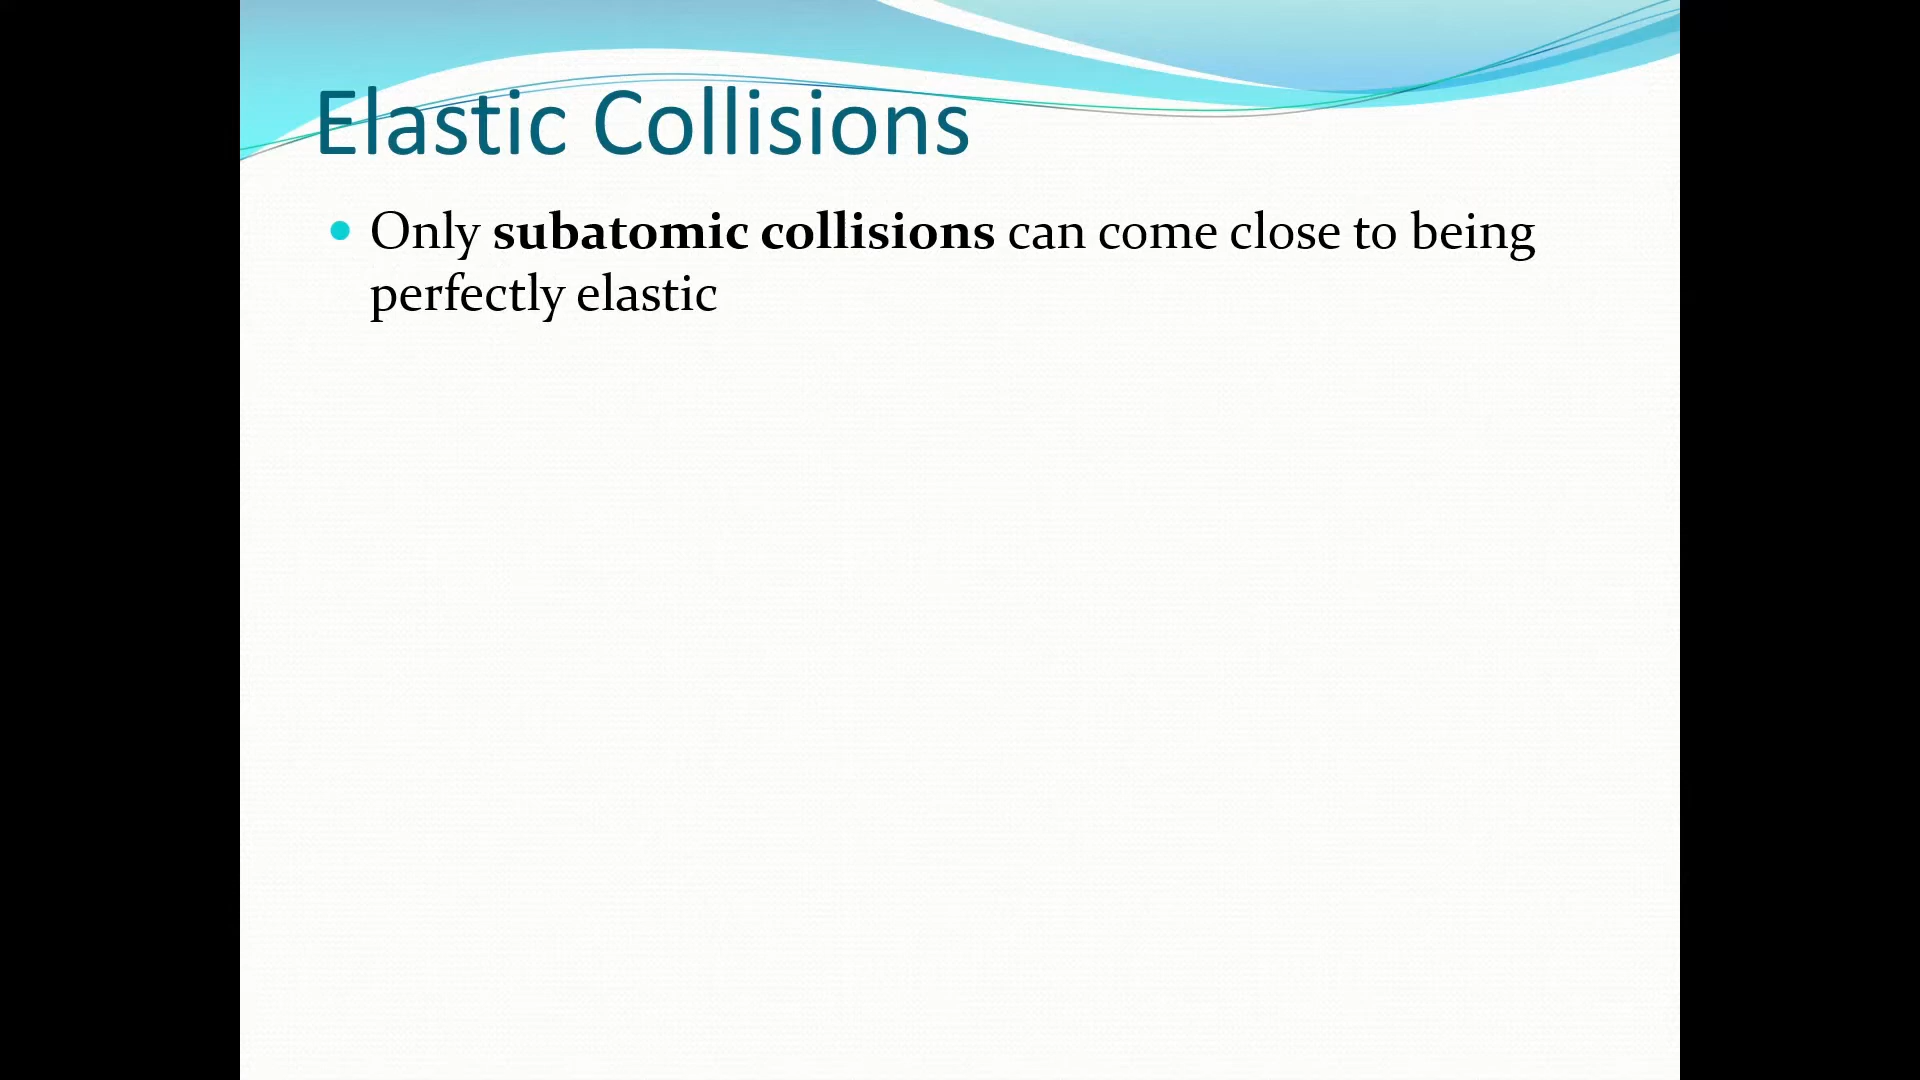 Elastic Collisions
Only subatomic collisions can come close to being
perfectly elastic